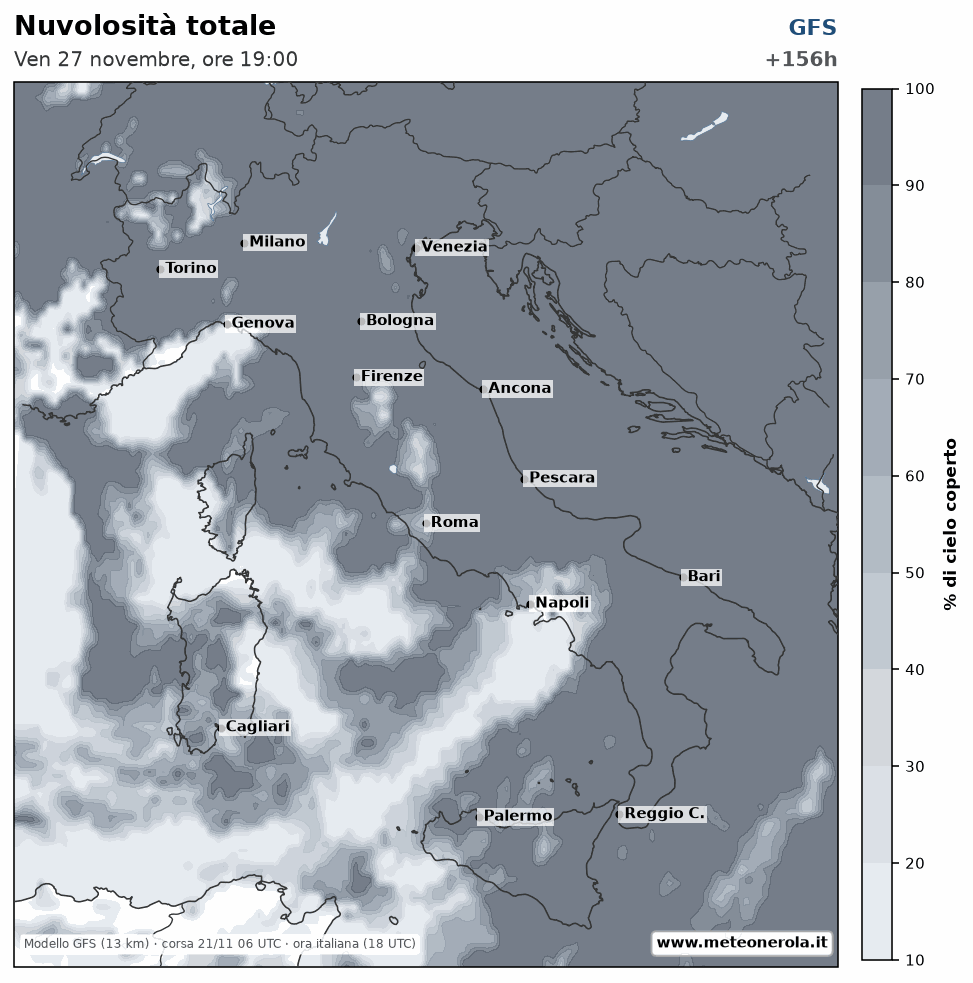 Nuvolosità totale
GFS
Ven 27 novembre, ore 19:00
+156h
100
90
80
70
60
50
40
30
20
10
% di cielo coperto
Milano
Venezia
Torino
Genova
Bologna
Firenze
Ancona
Pescara
Roma
Bari
Napoli
Cagliari
Palermo
Reggio C.
Modello GFS (13 km) · corsa 21/11 06 UTC · ora italiana (18 UTC)
www.meteonerola.it